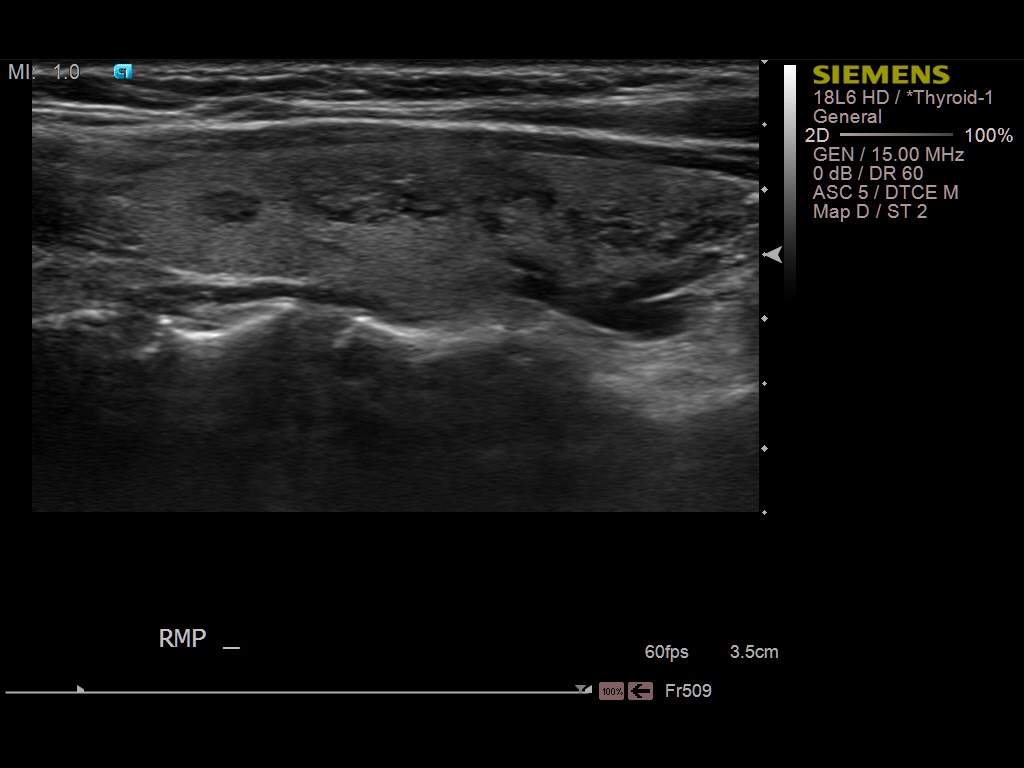 MI: 1.0
SIEMENS
18L6 HD / *Thyroid-1
General
2D 100%
GEN / 15.00 MHz
0 dB / DR 60
ASC 5 / DTCE M
Map D / ST 2
RMP _
60fps 3.5cm
100% Fr509